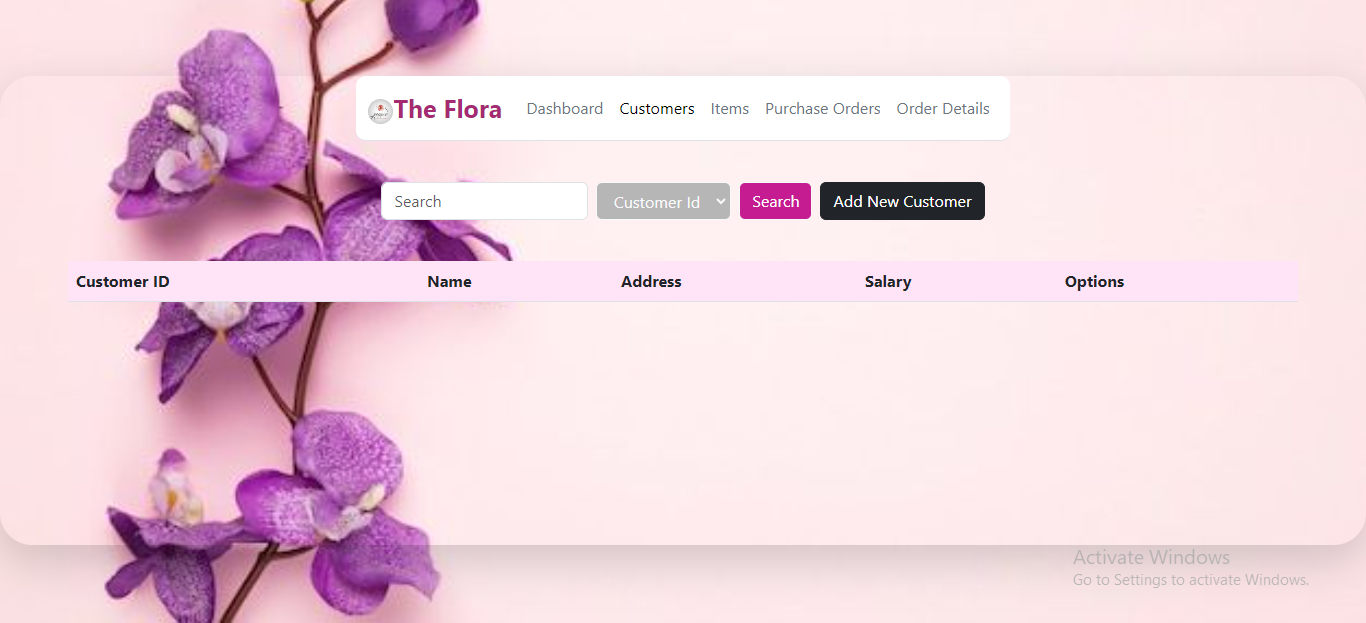 The Flora Dashboard Customers Items Purchase Orders Order Details
Search Customer Id Search Add New Customer
Customer ID Name Address Salary Options
Activate Windows
Go to Settings to activate Windows.